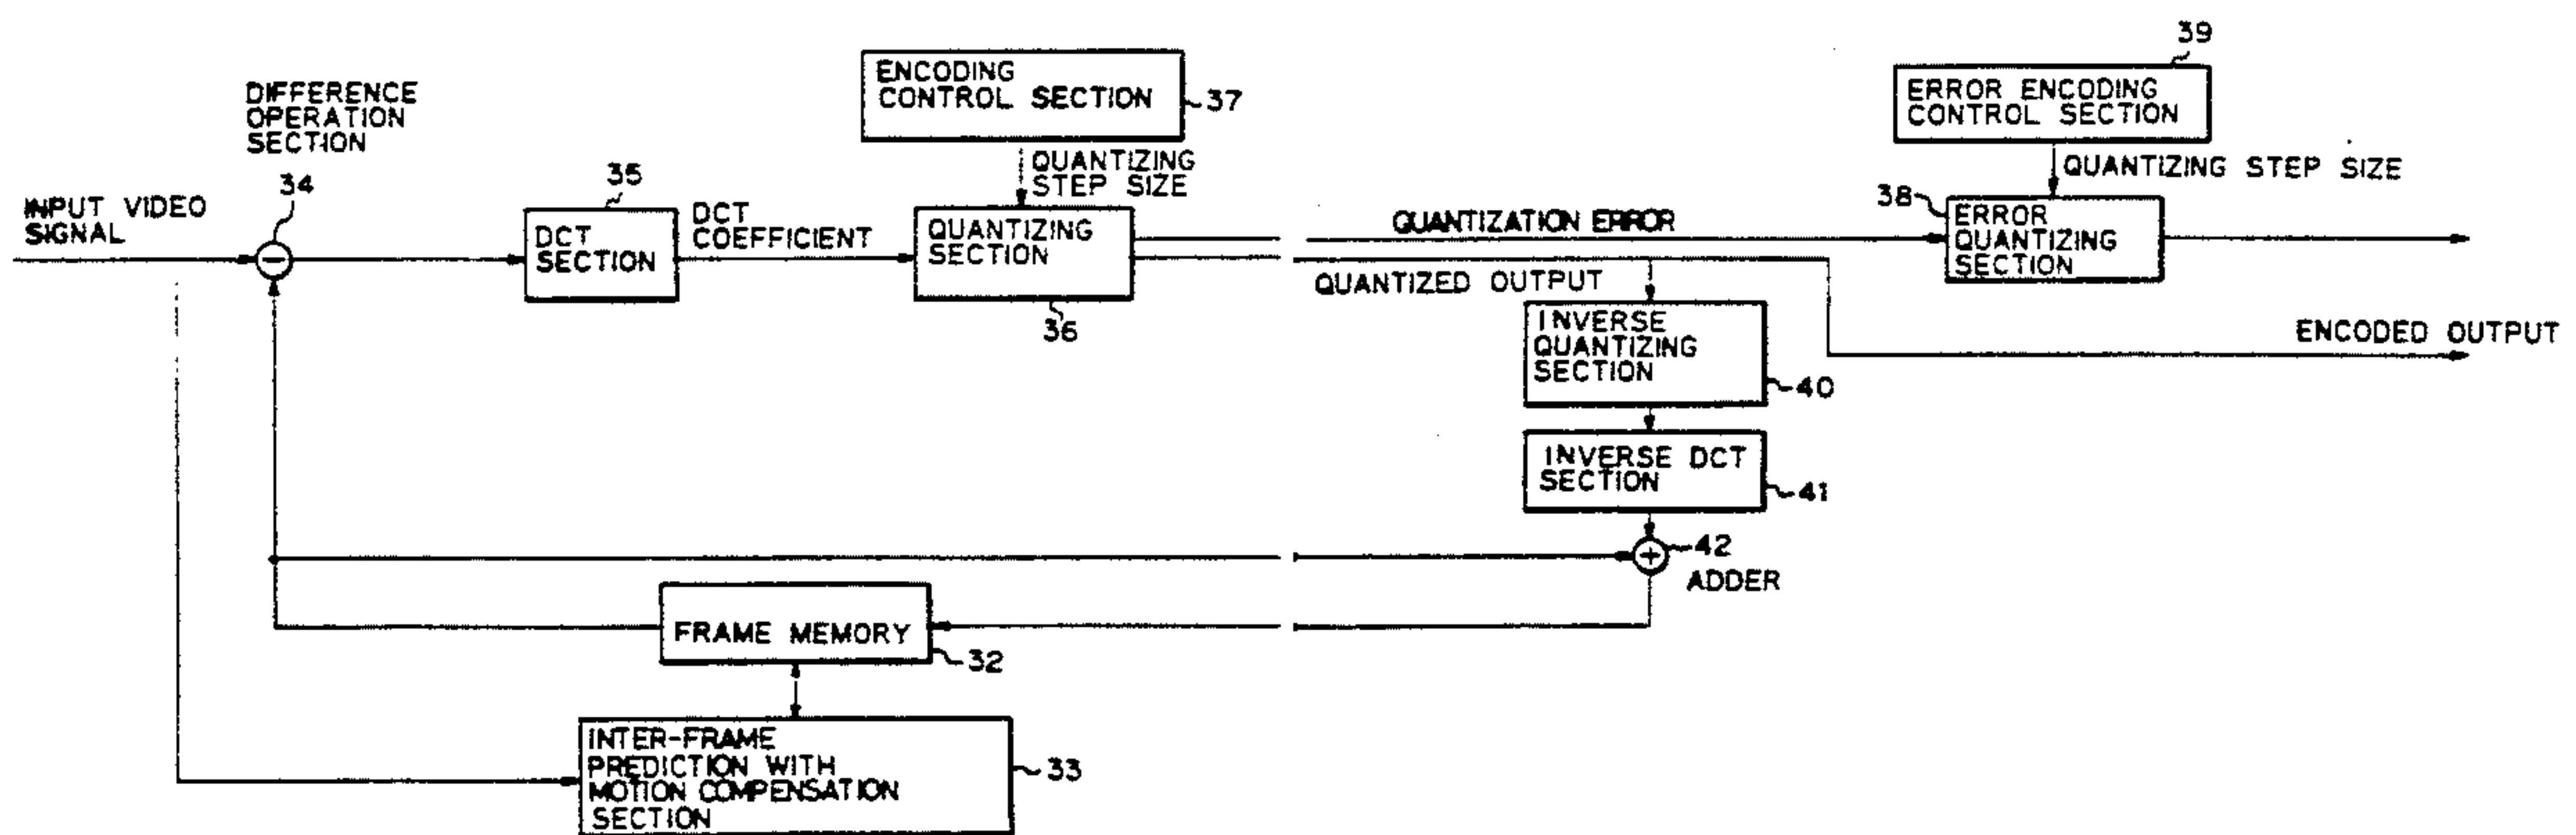 39
ENCODING
CONTROL SECTION
37
ERROR ENCODING
CONTROL SECTION
DIFFERENCE
OPERATION
SECTION
QUANTIZING
STEP SIZE
QUANTIZING STEP SIZE
34
35
38
INPUT VIDEO
SIGNAL
DCT
SECTION
DCT
COEFFICIENT
QUANTIZING
SECTION
36
QUANTIZATION ERROR
ERROR
QUANTIZING
SECTION
QUANTIZED OUTPUT
INVERSE
QUANTIZING
SECTION
40
ENCODED OUTPUT
INVERSE DCT
SECTION
41
42
ADDER
FRAME MEMORY
32
INTER-FRAME
PREDICTION WITH
MOTION COMPENSATION
SECTION
33